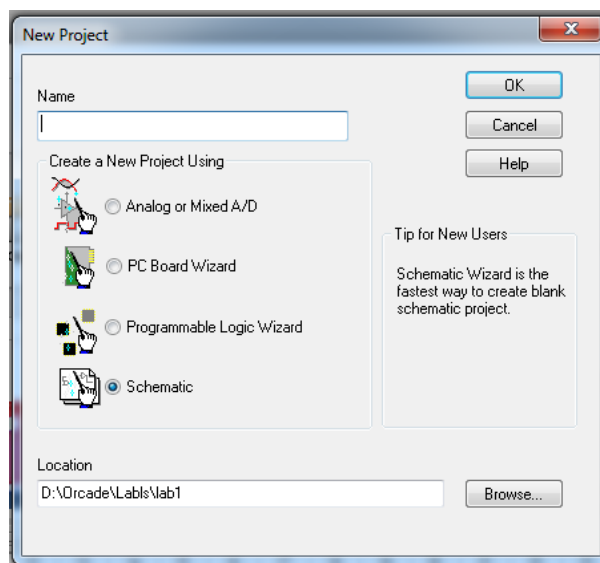 New Project
Name
OK
Cancel
Help
Create a New Project Using
Analog or Mixed A/D
PC Board Wizard
Programmable Logic Wizard
Schematic
Tip for New Users
Schematic Wizard is the
fastest way to create blank
schematic project.
Location
D:\Orcade\Labls\lab1
Browse...